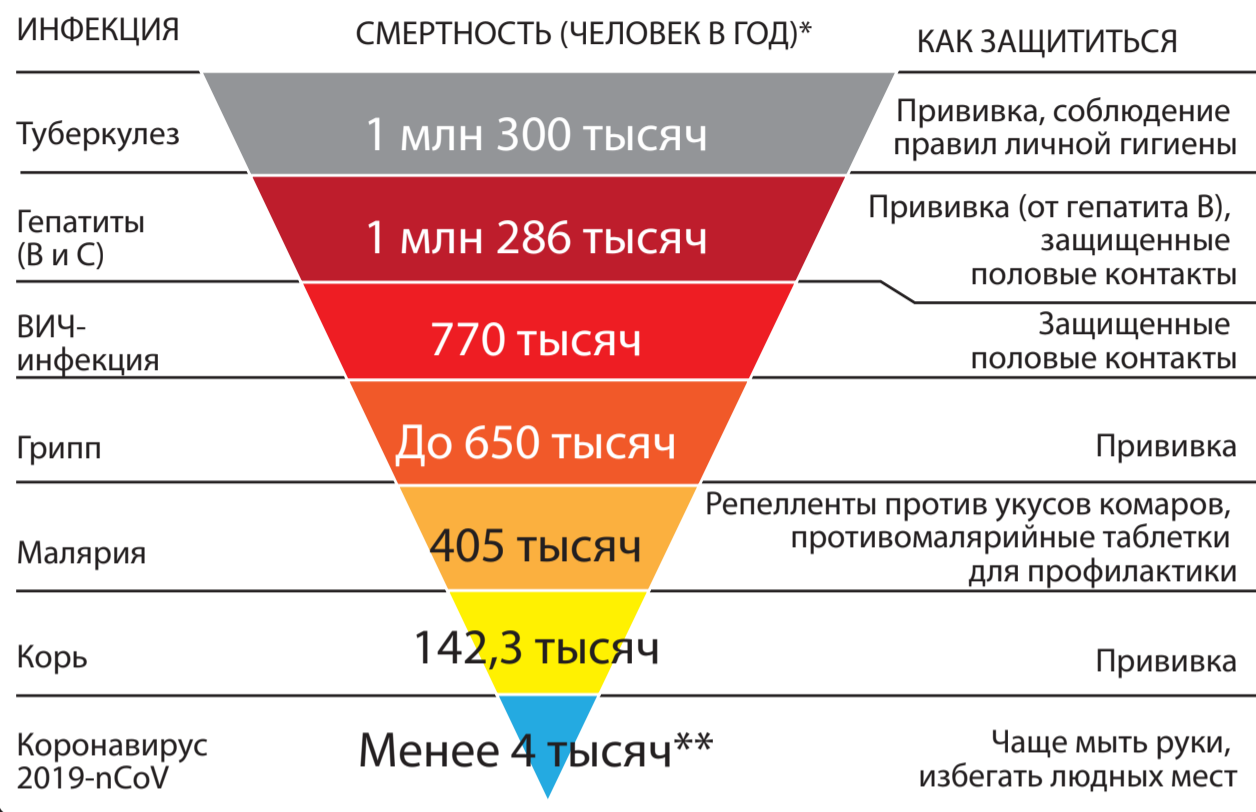 ИНФЕКЦИЯ
СМЕРТНОСТЬ (ЧЕЛОВЕК В ГОД)*
КАК ЗАЩИТИТЬСЯ
Туберкулез
1 млн 300 тысяч
Прививка, соблюдение
правил личной гигиены
Гепатиты
(В и С)
1 млн 286 тысяч
Прививка (от гепатита В),
защищенные
половые контакты
ВИЧ-
инфекция
770 тысяч
Защищенные
половые контакты
Грипп
До 650 тысяч
Прививка
Малярия
405 тысяч
Репелленты против укусов комаров,
противомалярийные таблетки
для профилактики
Корь
142,3 тысяч
Прививка
Коронавирус
2019-nCoV
Менее 4 тысяч**
Чаще мыть руки,
избегать людных мест